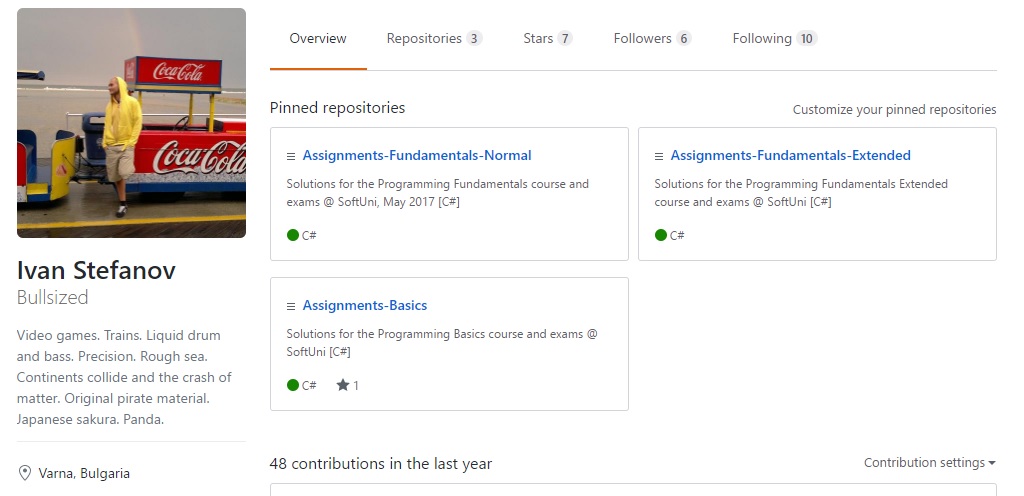 Overview
Repositories 3
Stars 7
Followers 6
Following 10
Coca-Cola
Coca-Cola
Pinned repositories
Customize your pinned repositories
Assignments-Fundamentals-Normal
Solutions for the Programming Fundamentals course and
exams @ SoftUni, May 2017 [C#]
C#
Assignments-Fundamentals-Extended
Solutions for the Programming Fundamentals Extended
course and exams @ SoftUni [C#]
C#
Assignments-Basics
Solutions for the Programming Basics course and exams @
SoftUni [C#]
C# 1
Ivan Stefanov
Bullsized
Video games. Trains. Liquid drum
and bass. Precision. Rough sea.
Continents collide and the crash of
matter. Original pirate material.
Japanese sakura. Panda.
Varna, Bulgaria
48 contributions in the last year
Contribution settings